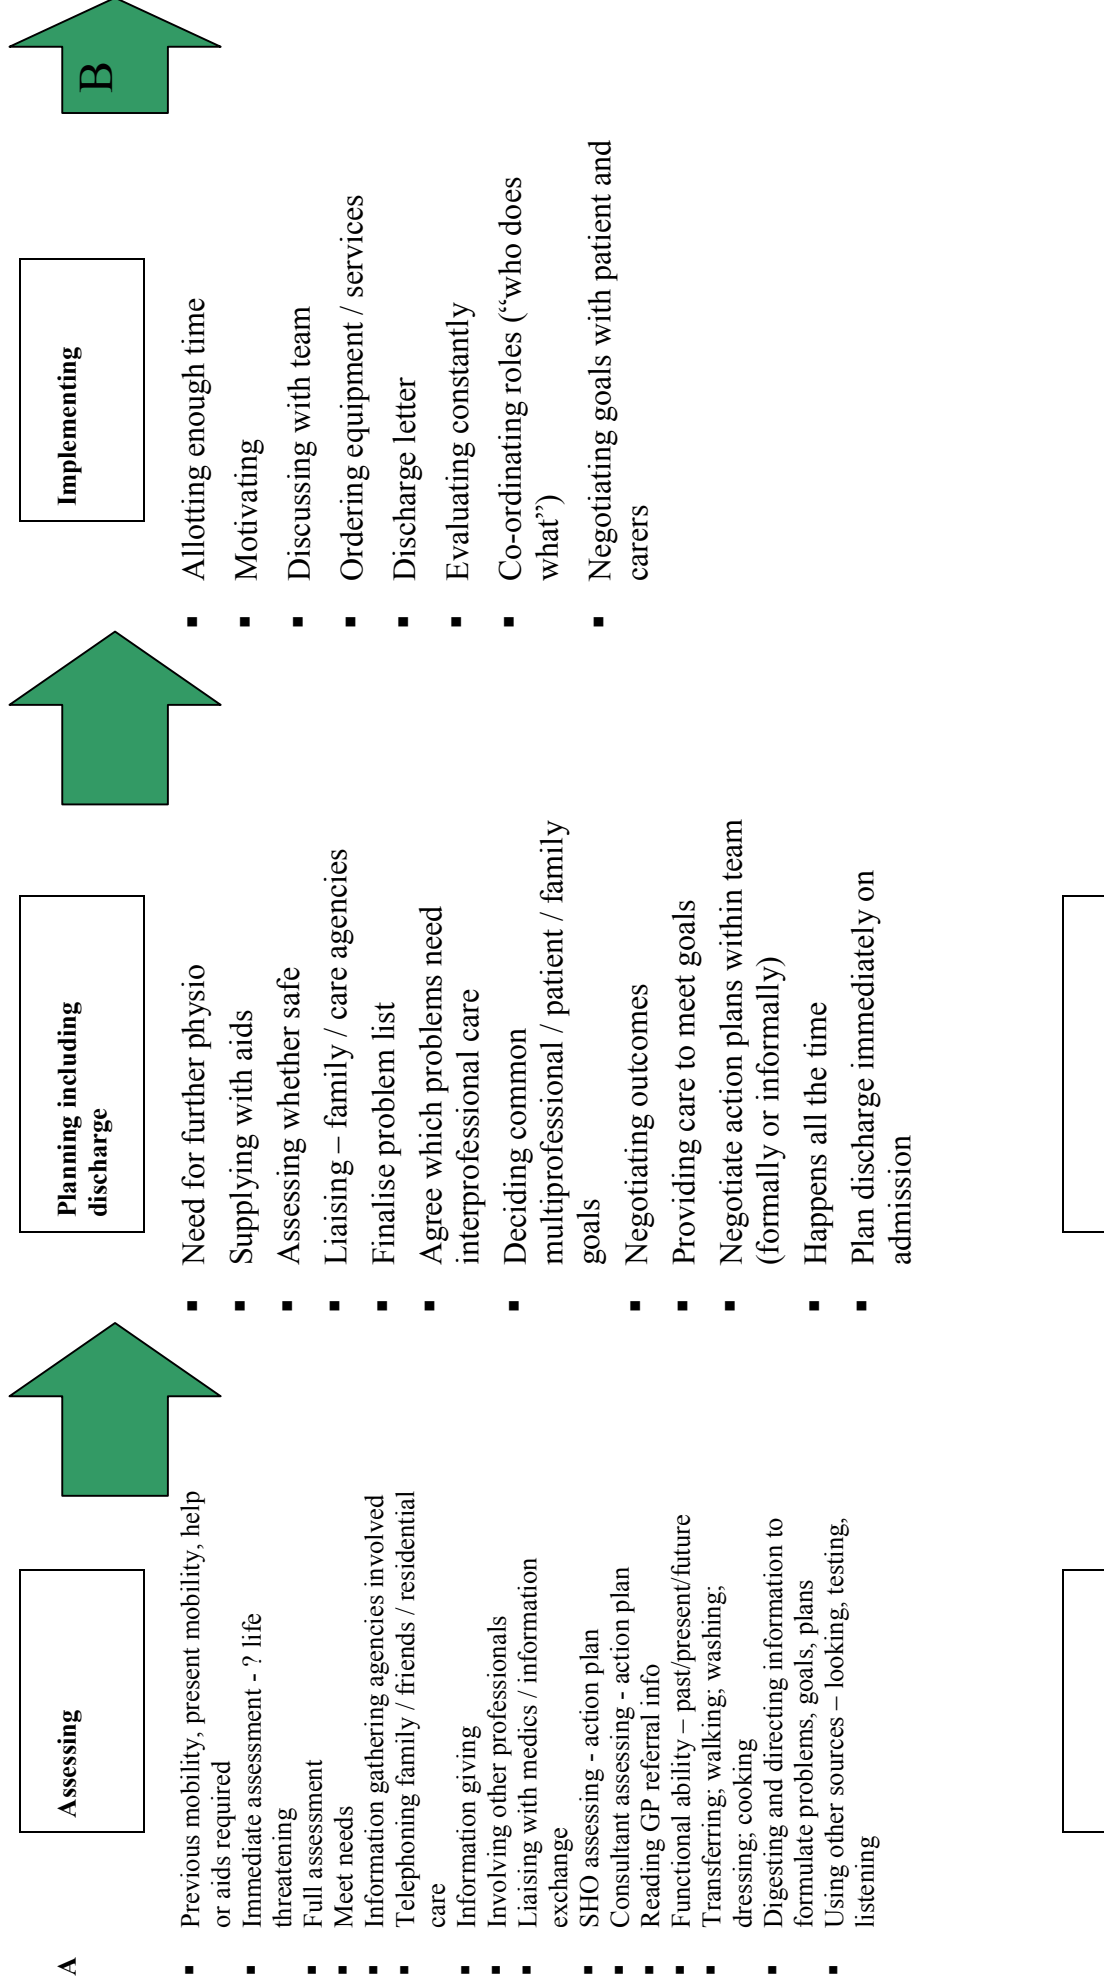 A
Assessing
Previous mobility, present mobility, help
or aids required
Immediate assessment - ? life
threatening
Full assessment
Meet needs
Information gathering agencies involved
Telephoning family / friends / residential
care
Information giving
Involving other professionals
Liaising with medics / information
exchange
SHO assessing - action plan
Consultant assessing - action plan
Reading GP referral info
Functional ability – past/present/future
Transferring; walking; washing;
dressing; cooking
Digesting and directing information to
formulate problems, goals, plans
Using other sources – looking, testing,
listening
Planning including
discharge
Need for further physio
Supplying with aids
Assessing whether safe
Liaising – family / care agencies
Finalise problem list
Agree which problems need
interprofessional care
Deciding common
multiprofessional / patient / family
goals
Negotiating outcomes
Providing care to meet goals
Negotiate action plans within team
(formally or informally)
Happens all the time
Plan discharge immediately on
admission
Implementing
Allotting enough time
Motivating
Discussing with team
Ordering equipment / services
Discharge letter
Evaluating constantly
Co-ordinating roles (“who does
what”)
Negotiating goals with patient and
carers
B